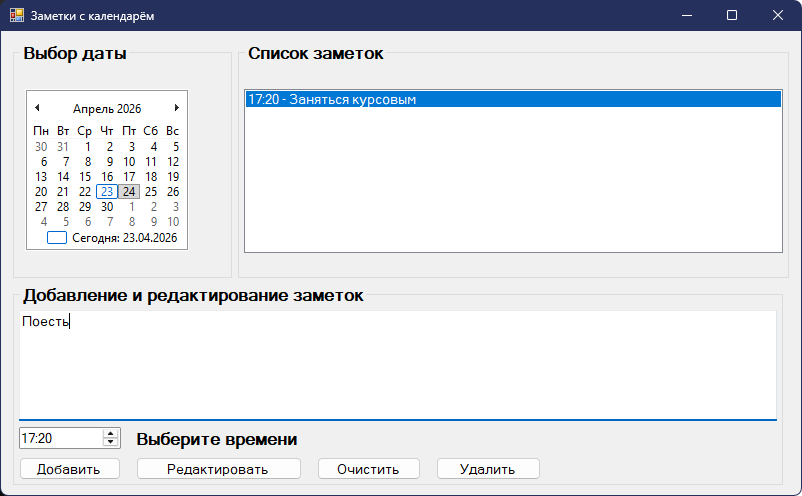 Заметки с календарём
Выбор даты
Список заметок
Апрель 2026
Пн Вт Ср Чт Пт Сб Вс
30 31 1 2 3 4 5
6 7 8 9 10 11 12
13 14 15 16 17 18 19
20 21 22 23 24 25 26
27 28 29 30 1 2 3
4 5 6 7 8 9 10
Сегодня: 23.04.2026
17:20 - Заняться курсовым
Добавление и редактирование заметок
Поесть
17:20 Выберите времени
Добавить Редактировать Очистить Удалить